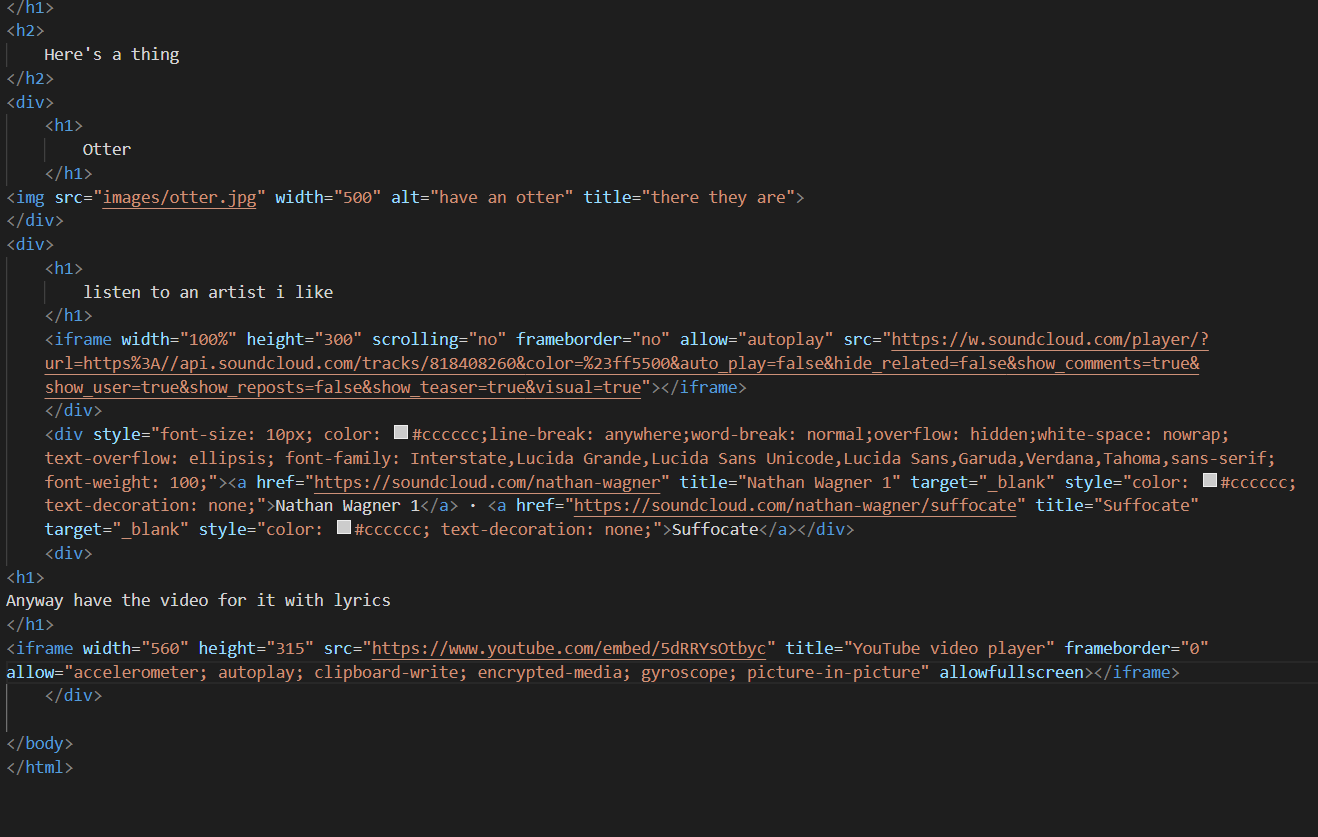 </h1>
<h2>
Here's a thing
</h2>
<div>
<h1>
Otter
</h1>
<img src="images/otter.jpg" width="500" alt="have an otter" title="there they are">
</div>
<div>
<h1>
listen to an artist i like
</h1>
<iframe width="100%" height="300" scrolling="no" frameborder="no" allow="autoplay" src="https://w.soundcloud.com/player/?
url=https%3A//api.soundcloud.com/tracks/818408260&color=%23ff5500&auto_play=false&hide_related=false&show_comments=true&
show_user=true&show_reposts=false&show_teaser=true&visual=true"></iframe>
</div>
<div style="font-size: 10px; color: #cccccc;line-break: anywhere;word-break: normal;overflow: hidden;white-space: nowrap;
text-overflow: ellipsis; font-family: Interstate,Lucida Grande,Lucida Sans Unicode,Lucida Sans,Garuda,Verdana,Tahoma,sans-serif;
font-weight: 100;"><a href="https://soundcloud.com/nathan-wagner" title="Nathan Wagner 1" target="_blank" style="color: #cccccc;
text-decoration: none;">Nathan Wagner 1</a> · <a href="https://soundcloud.com/nathan-wagner/suffocate" title="Suffocate"
target="_blank" style="color: #cccccc; text-decoration: none;">Suffocate</a></div>
<div>
<h1>
Anyway have the video for it with lyrics
</h1>
<iframe width="560" height="315" src="https://www.youtube.com/embed/5dRRYsOtbyc" title="YouTube video player" frameborder="0"
allow="accelerometer; autoplay; clipboard-write; encrypted-media; gyroscope; picture-in-picture" allowfullscreen></iframe>
</div>
</body>
</html>